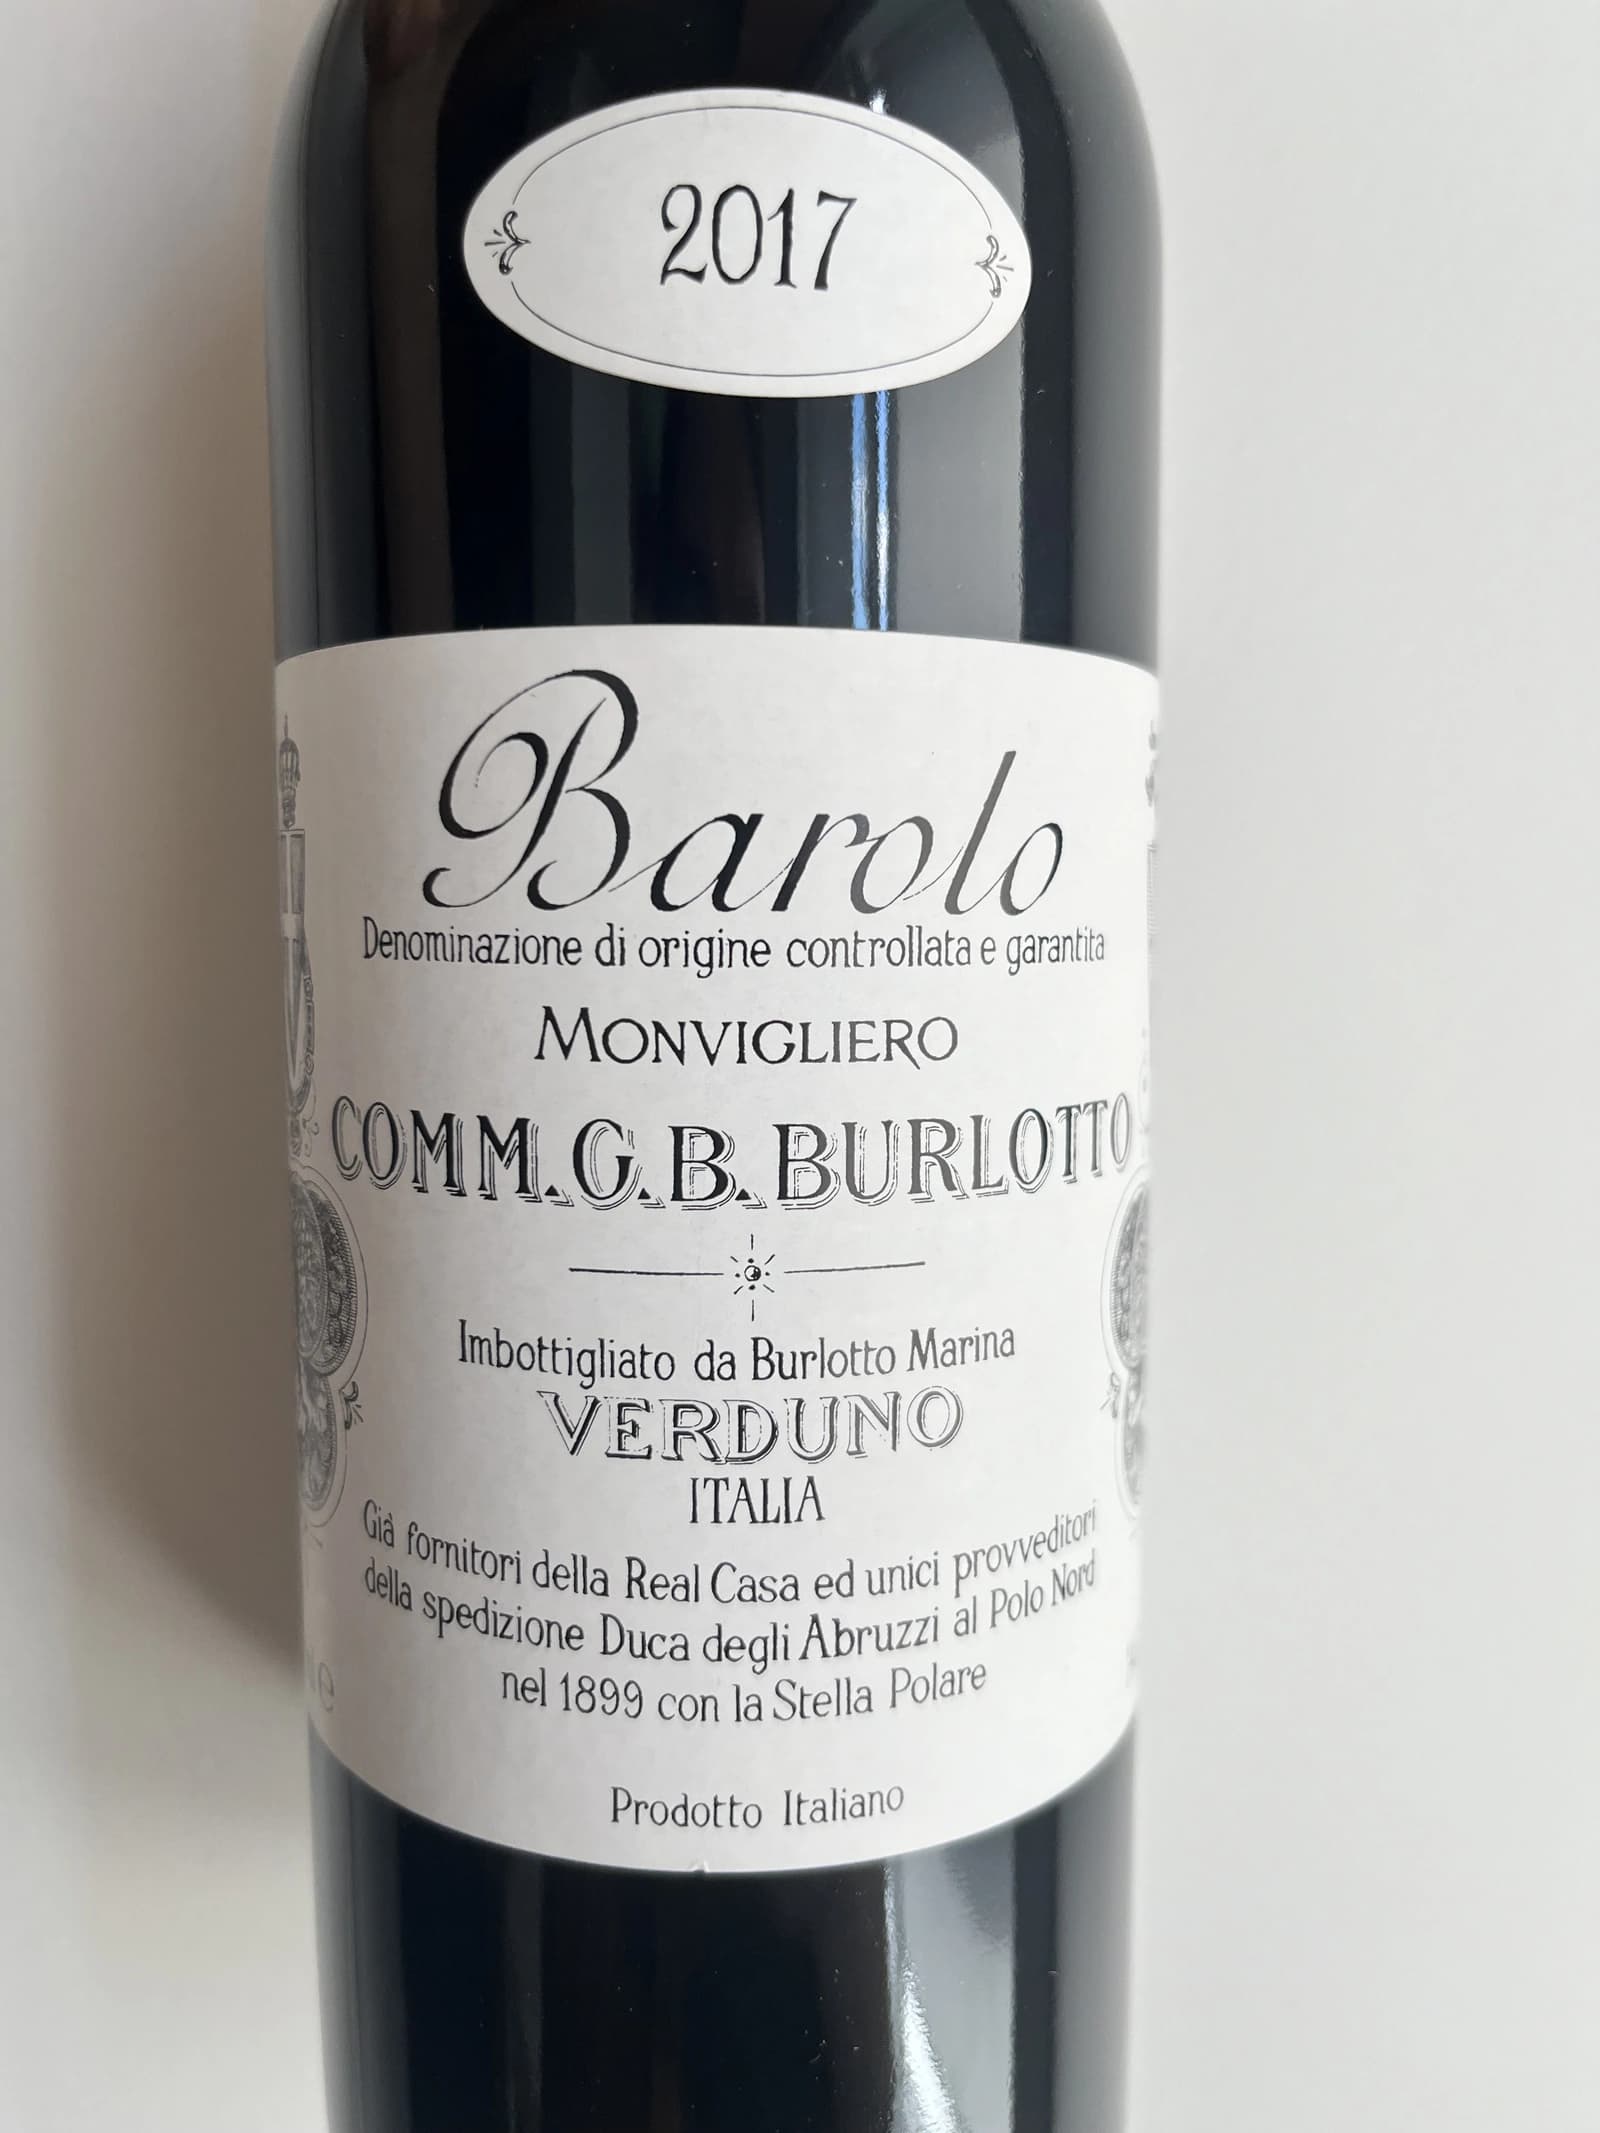 2017
Barolo
Denominazione di origine controllata e garantita
MONVIGLIERO
COMM. G. B. BURLOTTO
Imbottigliato da Burlotto Marina
VERDUNO
ITALIA
Già fornitori della Real Casa ed unici provveditori
della spedizione Duca degli Abruzzi al Polo Nord
nel 1899 con la Stella Polare
Prodotto Italiano